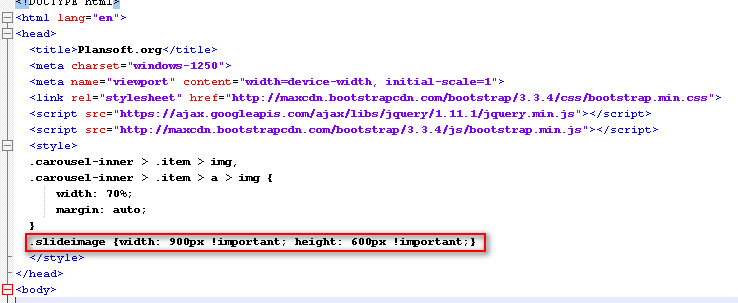 <!DOCTYPE html>
<html lang="en">
<head>
<title>Plansoft.org</title>
<meta charset="windows-1250">
<meta name="viewport" content="width=device-width, initial-scale=1">
<link rel="stylesheet" href="http://maxcdn.bootstrapcdn.com/bootstrap/3.3.4/css/bootstrap.min.css">
<script src="https://ajax.googleapis.com/ajax/libs/jquery/1.11.1/jquery.min.js"></script>
<script src="http://maxcdn.bootstrapcdn.com/bootstrap/3.3.4/js/bootstrap.min.js"></script>
<style>
.carousel-inner > .item > img,
.carousel-inner > .item > a > img {
width: 70%;
margin: auto;
}
.slideimage {width: 900px !important; height: 600px !important;}
</style>
</head>
<body>